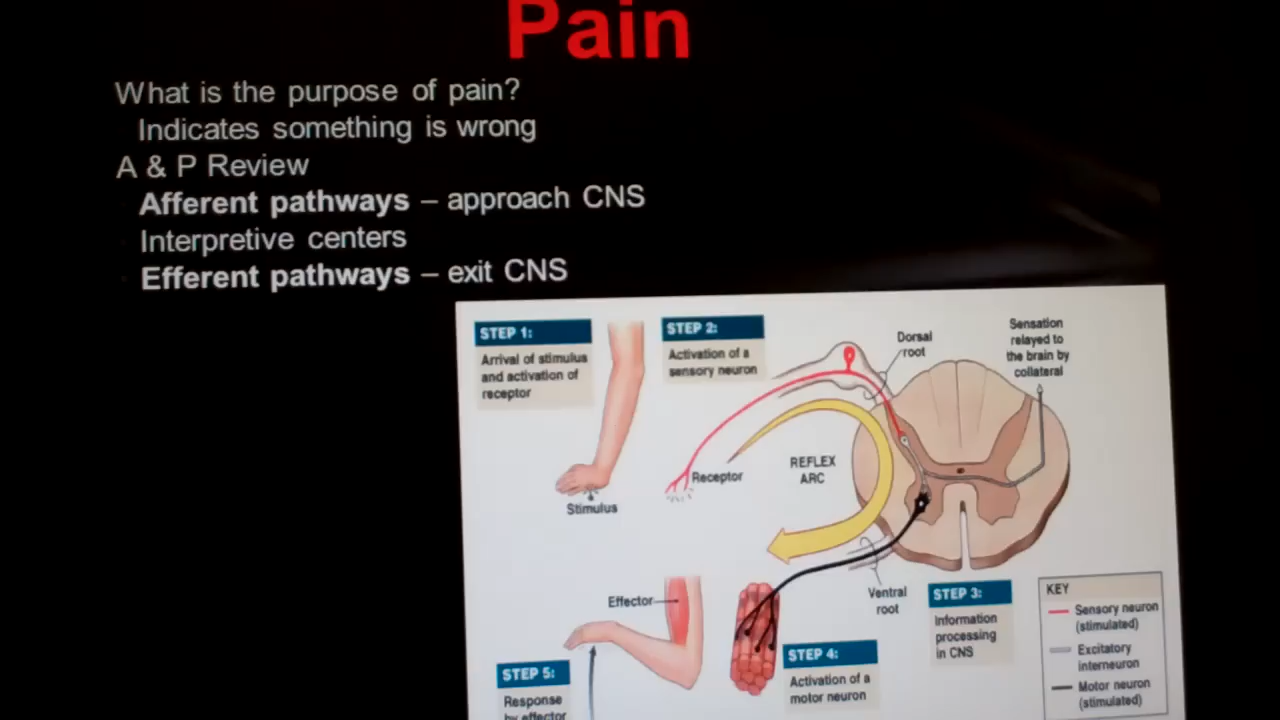 Pain
What is the purpose of pain?
Indicates something is wrong
A & P Review
Afferent pathways – approach CNS
Interpretive centers
Efferent pathways – exit CNS
STEP 1:
Arrival of stimulus
and activation of
receptor
Stimulus
STEP 2:
Activation of a
sensory neuron
Receptor
REFLEX
ARC
Dorsal
root
Sensation
relayed to
the brain by
collateral
Ventral
root
STEP 3:
Information
processing
in CNS
STEP 4:
Activation of a
motor neuron
Effector
STEP 5:
Response
by effector
KEY
Sensory neuron
(stimulated)
Excitatory
interneuron
Motor neuron
(stimulated)